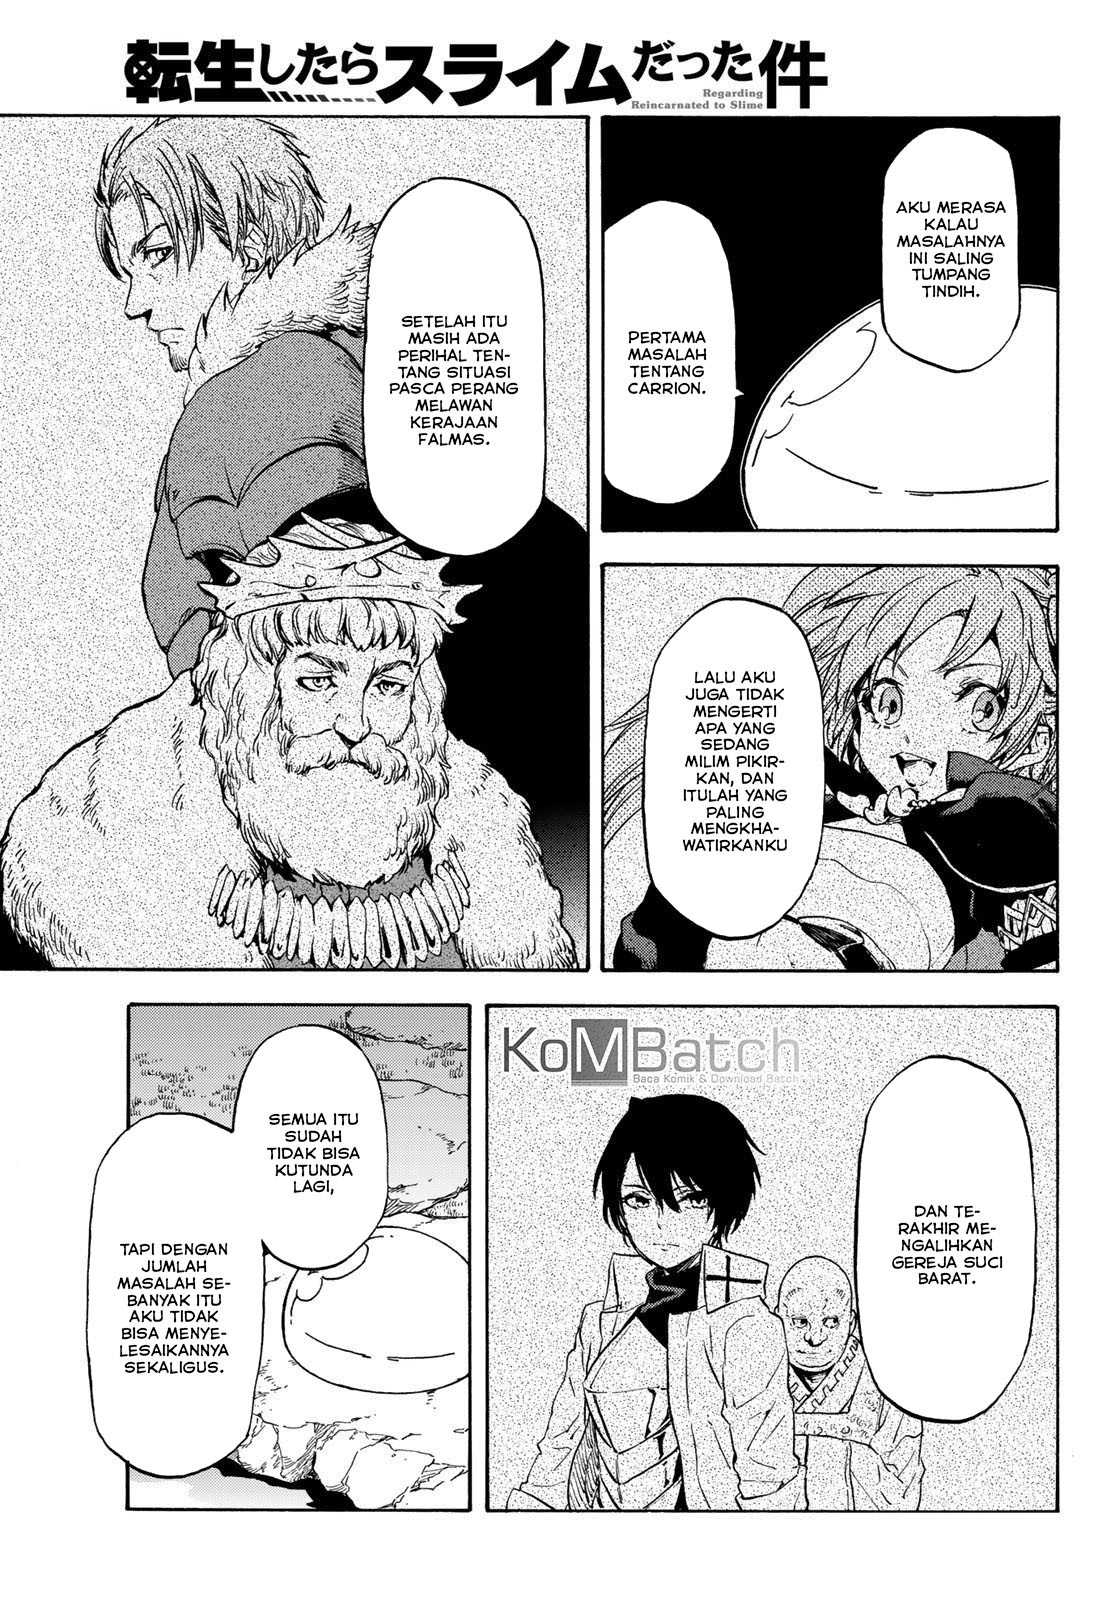 転生したらスライムだった件
Regarding
Reincarnated to Slime
AKU MERASA
KALAU
MASALAHNYA
INI SALING
TUMPANG
TINDIH.
PERTAMA
MASALAH
TENTANG
CARRION.
SETELAH ITU
MASIH ADA
PERIHAL TEN-
TANG SITUASI
PASCA PERANG
MELAWAN
KERAJAAN
FALMAS.
LALU AKU
JUGA TIDAK
MENGERTI
APA YANG
SEDANG
MILIM PIKIR-
KAN, DAN
ITULAH YANG
PALING
MENGKHA-
WATIRKANKU
KoMBatch
Baca Komik & Download Batch
DAN TE-
RAKHIR ME-
NGALIHKAN
GEREJA SUCI
BARAT.
SEMUA ITU
SUDAH
TIDAK BISA
KUTUNDA
LAGI,
TAPI DENGAN
JUMLAH
MASALAH SE-
BANYAK ITU
AKU TIDAK
BISA MENYE-
LESAIKANNYA
SEKALIGUS.